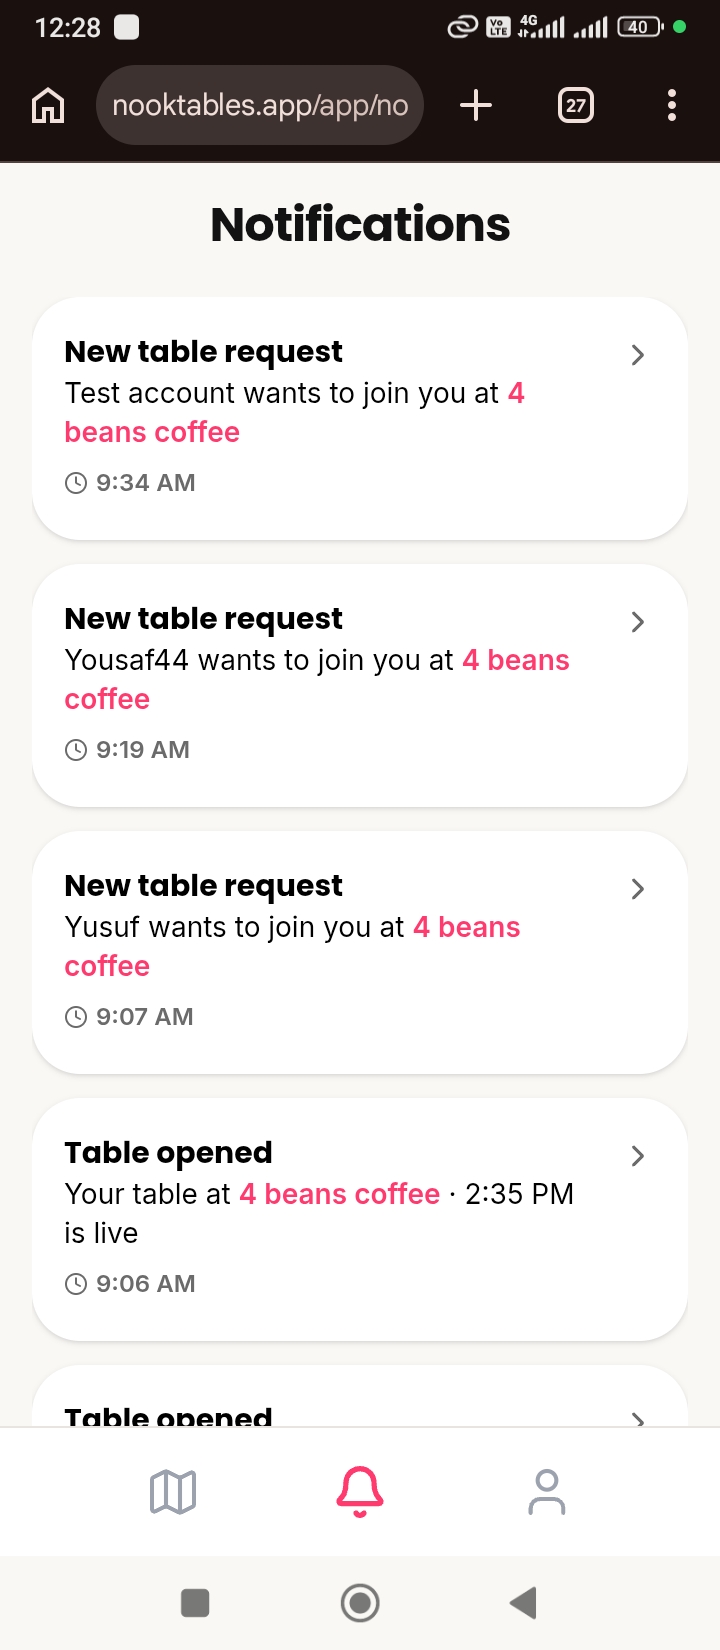 12:28
Vo LTE
4G
40
nooktables.app/app/no
27
Notifications
New table request
Test account wants to join you at 4
beans coffee
9:34 AM
New table request
Yousaf44 wants to join you at 4 beans
coffee
9:19 AM
New table request
Yusuf wants to join you at 4 beans
coffee
9:07 AM
Table opened
Your table at 4 beans coffee · 2:35 PM
is live
9:06 AM
Table opened